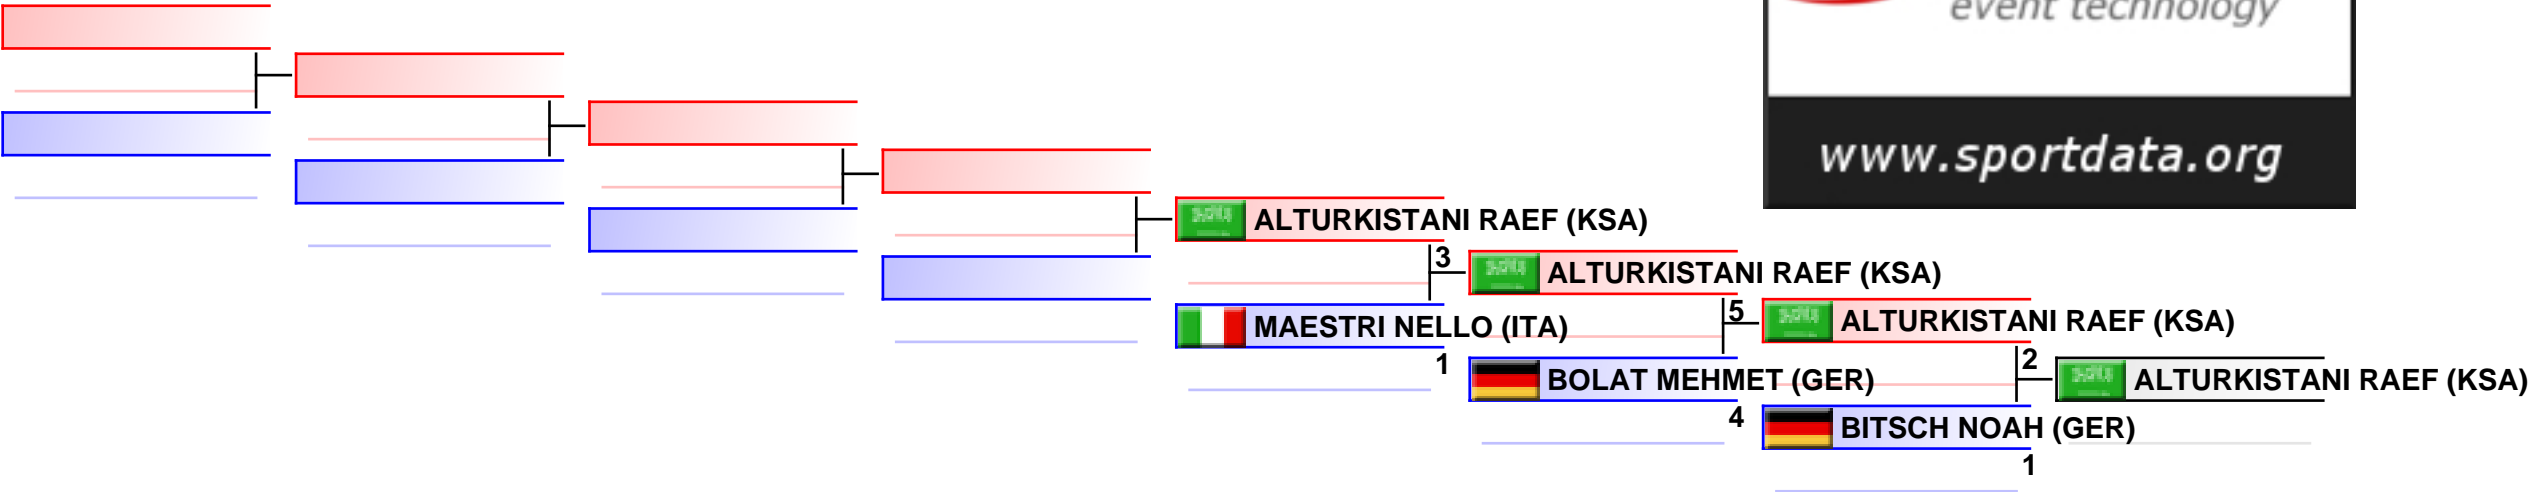 event technology
www.sportdata.org
ALTURKISTANI RAEF (KSA)
3
ALTURKISTANI RAEF (KSA)
MAESTRI NELLO (ITA)
1
5
ALTURKISTANI RAEF (KSA)
BOLAT MEHMET (GER)
4
2
ALTURKISTANI RAEF (KSA)
BITSCH NOAH (GER)
1